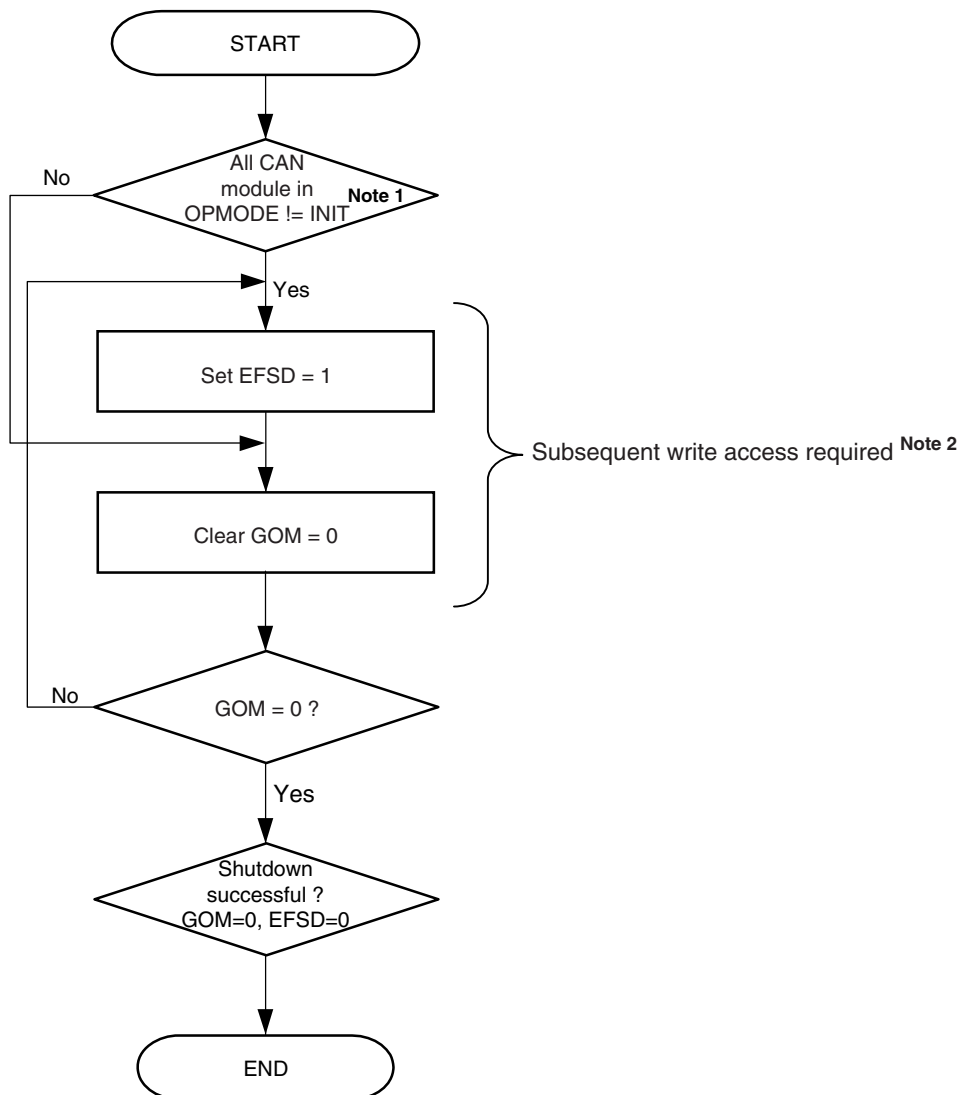 START
All CAN
No
module in
OPMODE != INIT Note 1
Yes
Set EFSD = 1
Subsequent write access required Note 2
Clear GOM = 0
No
GOM = 0 ?
Yes
Shutdown
successful ?
GOM=0, EFSD=0
END